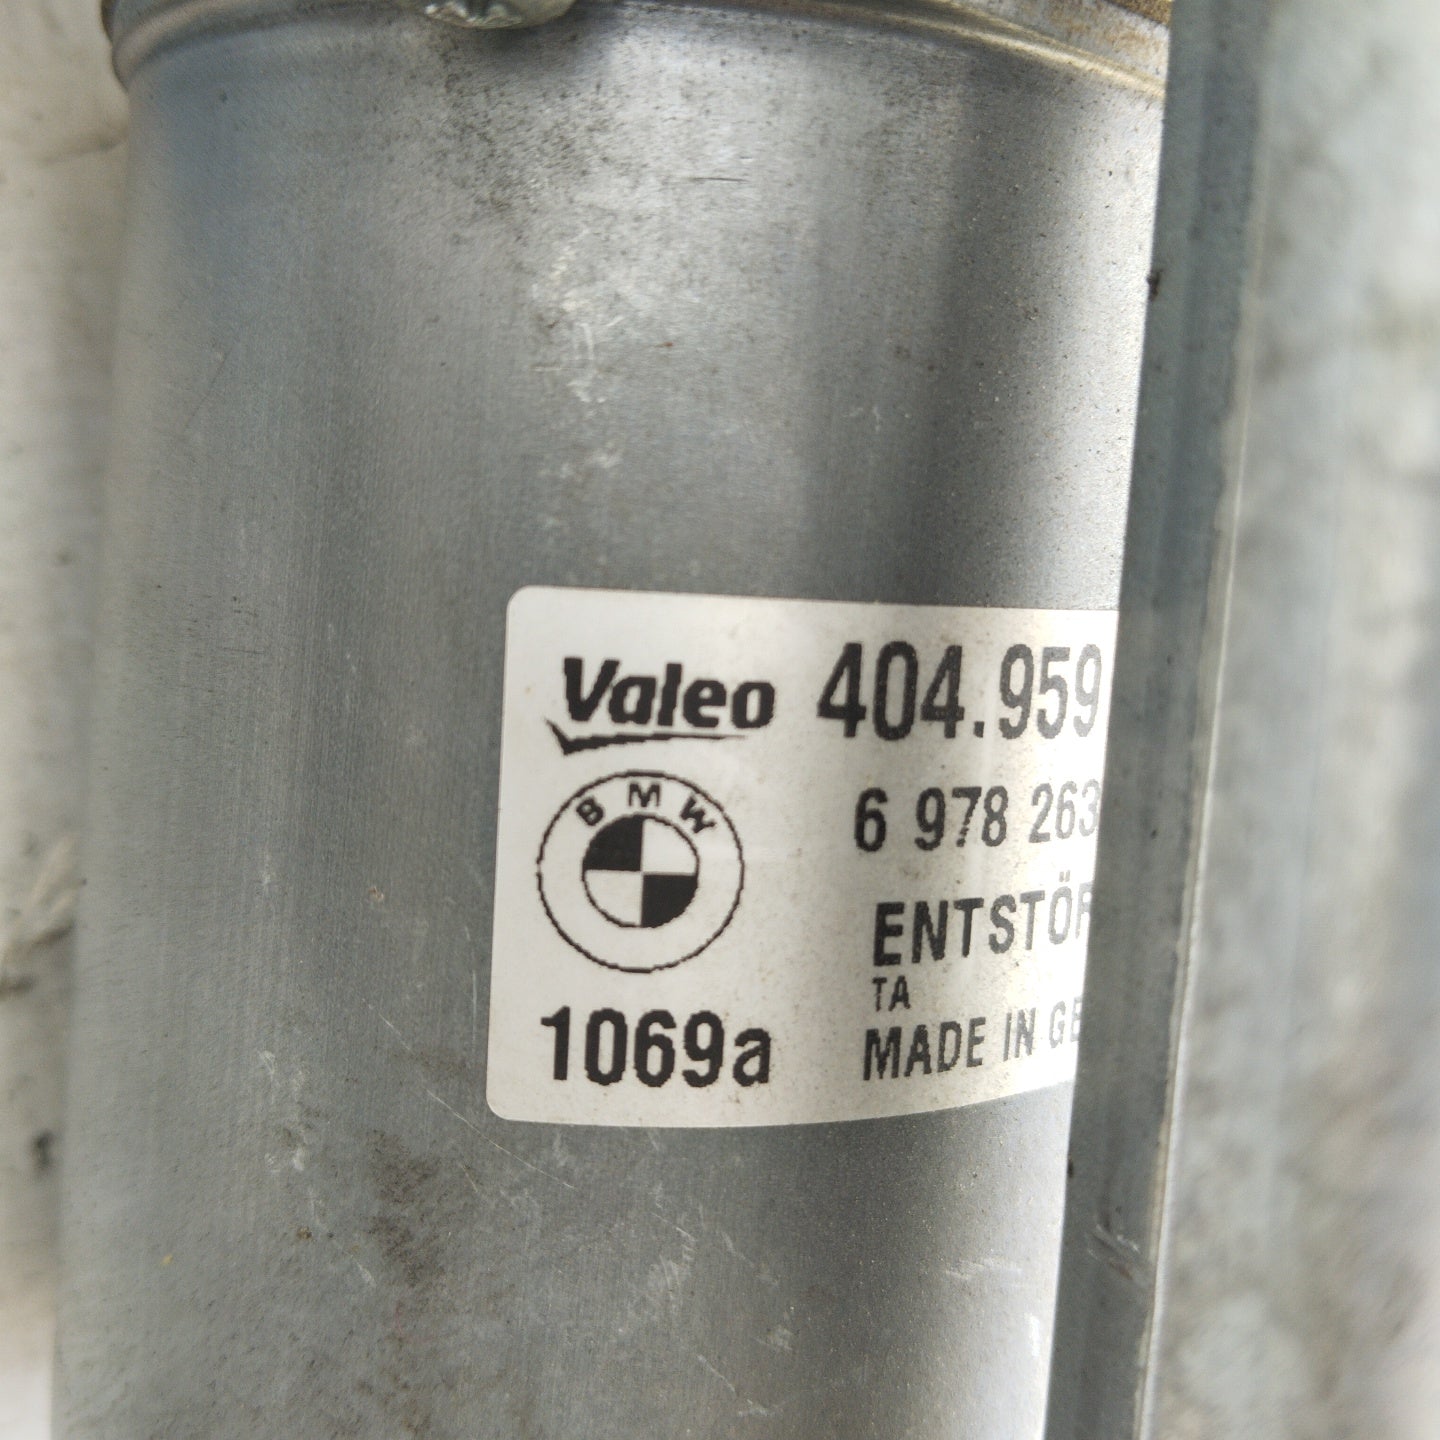 Valeo 404.959
BMW
6 978 263
ENTSTÖR
TA
MADE IN GE
1069a